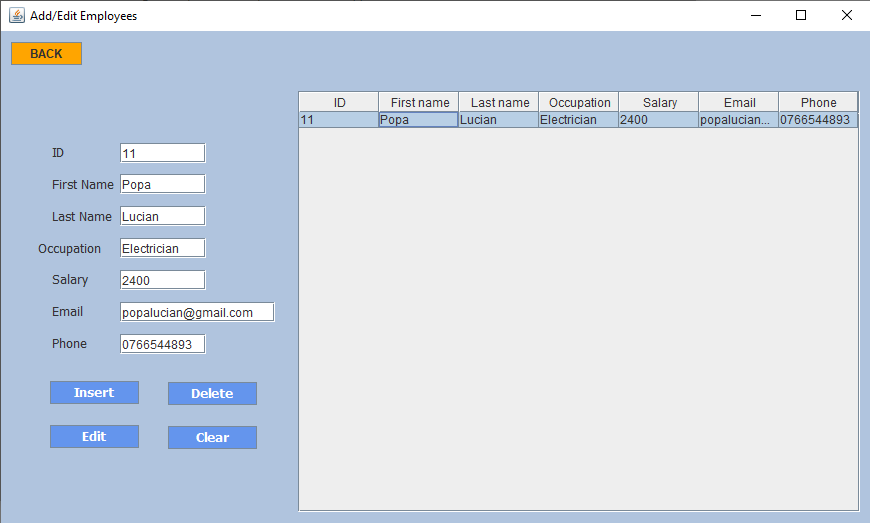 Add/Edit Employees
BACK
ID First name Last name Occupation Salary Email Phone
11 Popa Lucian Electrician 2400 popalucian... 0766544893
ID 11
First Name Popa
Last Name Lucian
Occupation Electrician
Salary 2400
Email popalucian@gmail.com
Phone 0766544893
Insert Delete
Edit Clear